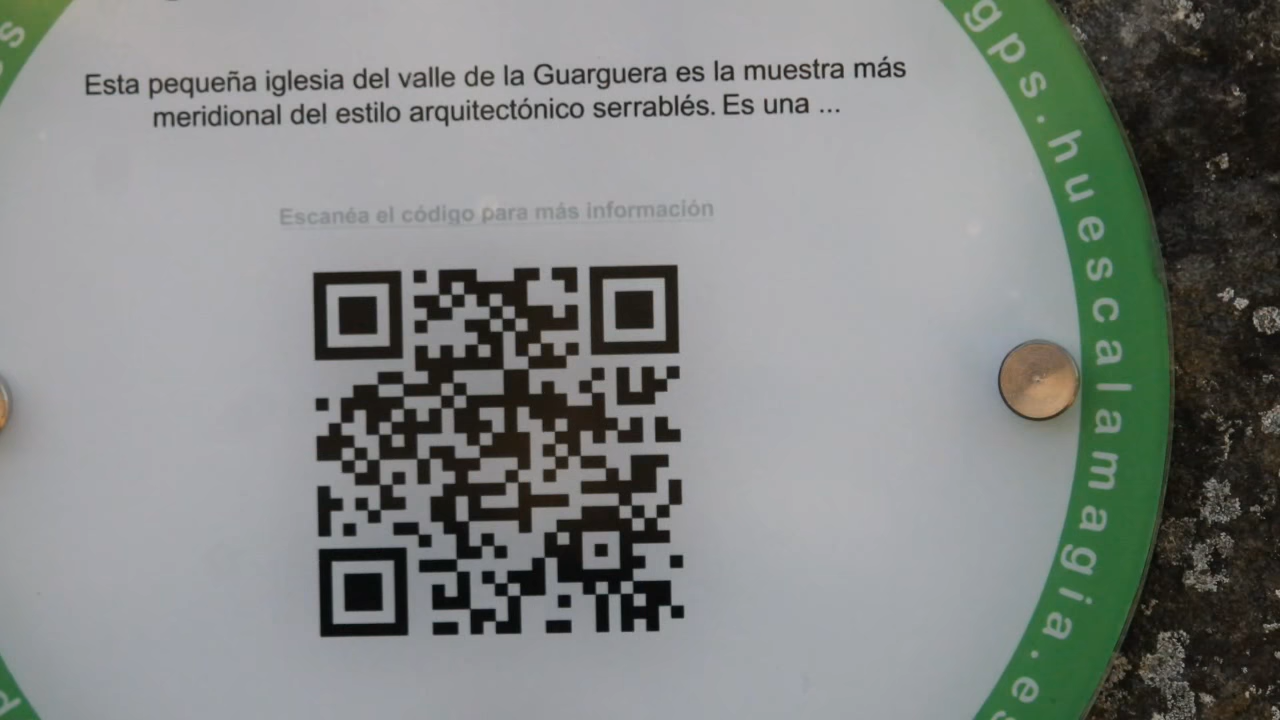 Esta pequeña iglesia del valle de la Guarguera es la muestra más
meridional del estilo arquitectónico serrablés. Es una ...
Escanéa el código para más información
gps.huescalamagia.es